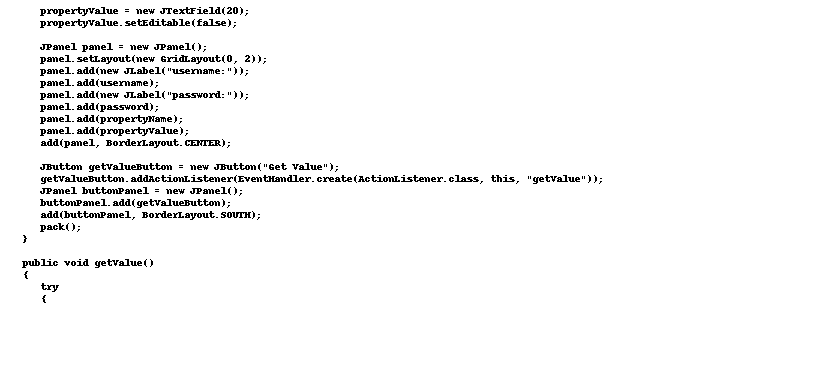 propertyValue = new JTextField(20);
propertyValue.setEditable(false);

JPanel panel = new JPanel();
panel.setLayout(new GridLayout(0, 2));
panel.add(new JLabel("username:"));
panel.add(username);
panel.add(new JLabel("password:"));
panel.add(password);
panel.add(propertyName);
panel.add(propertyValue);
add(panel, BorderLayout.CENTER);

JButton getValueButton = new JButton("Get Value");
getValueButton.addActionListener(EventHandler.create(ActionListener.class, this, "getValue"));
JPanel buttonPanel = new JPanel();
buttonPanel.add(getValueButton);
add(buttonPanel, BorderLayout.SOUTH);
pack();
}

public void getValue()
{
try
{